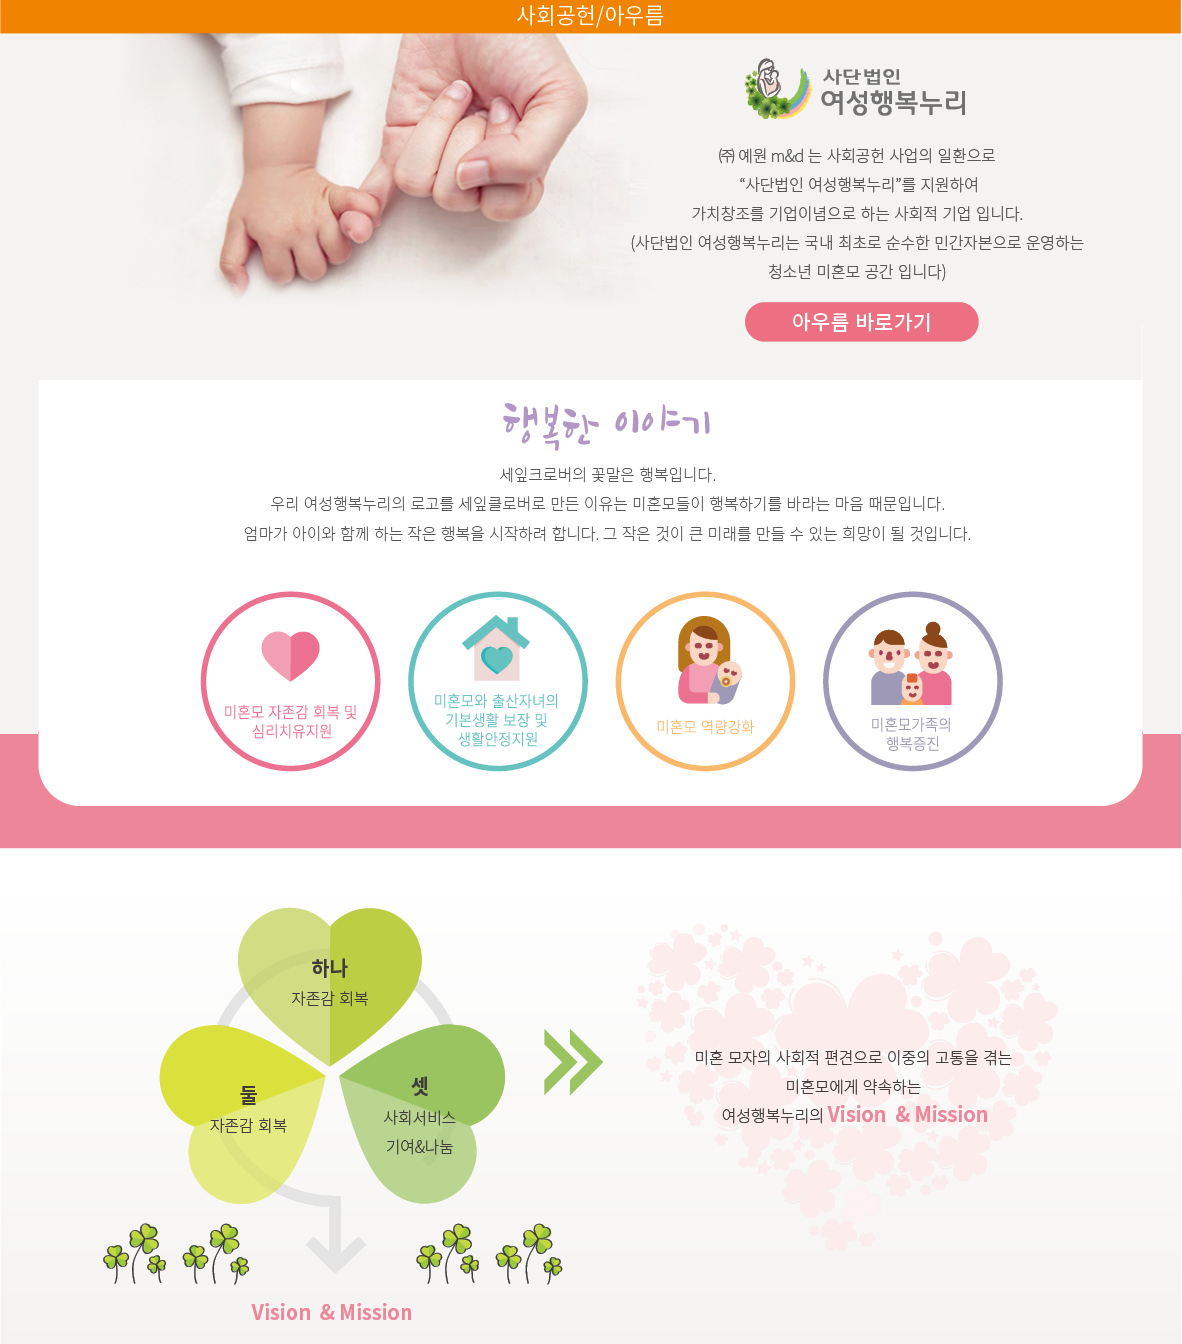 사회공헌/아우름
사단법인
여성행복누리
㈜ 예원 m&d 는 사회공헌 사업의 일환으로
“사단법인 여성행복누리”를 지원하여
가치창조를 기업이념으로 하는 사회적 기업 입니다.
(사단법인 여성행복누리는 국내 최초로 순수한 민간자본으로 운영하는
청소년 미혼모 공간 입니다)
아우름 바로가기
행복한 이야기
세잎크로버의 꽃말은 행복입니다.
우리 여성행복누리의 로고를 세잎클로버로 만든 이유는 미혼모들이 행복하기를 바라는 마음 때문입니다.
엄마가 아이와 함께 하는 작은 행복을 시작하려 합니다. 그 작은 것이 큰 미래를 만들 수 있는 희망이 될 것입니다.
미혼모 자존감 회복 및
심리치유지원
미혼모와 출산자녀의
기본생활 보장 및
생활안정지원
미혼모 역량강화
미혼모가족의
행복증진
하나
자존감 회복
둘
자존감 회복
셋
사회서비스
기여&나눔
Vision & Mission
미혼 모자의 사회적 편견으로 이중의 고통을 겪는
미혼모에게 약속하는
여성행복누리의 Vision & Mission